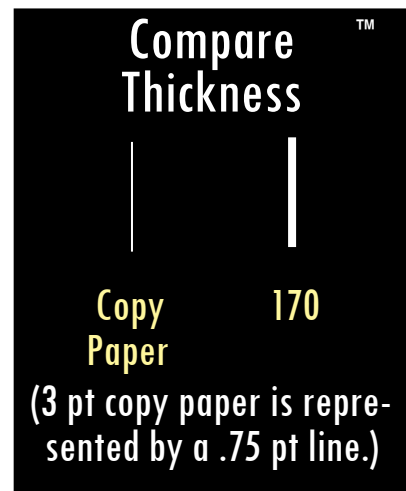 Compare ™
Thickness
Copy 170
Paper
(3 pt copy paper is repre-
sented by a .75 pt line.)